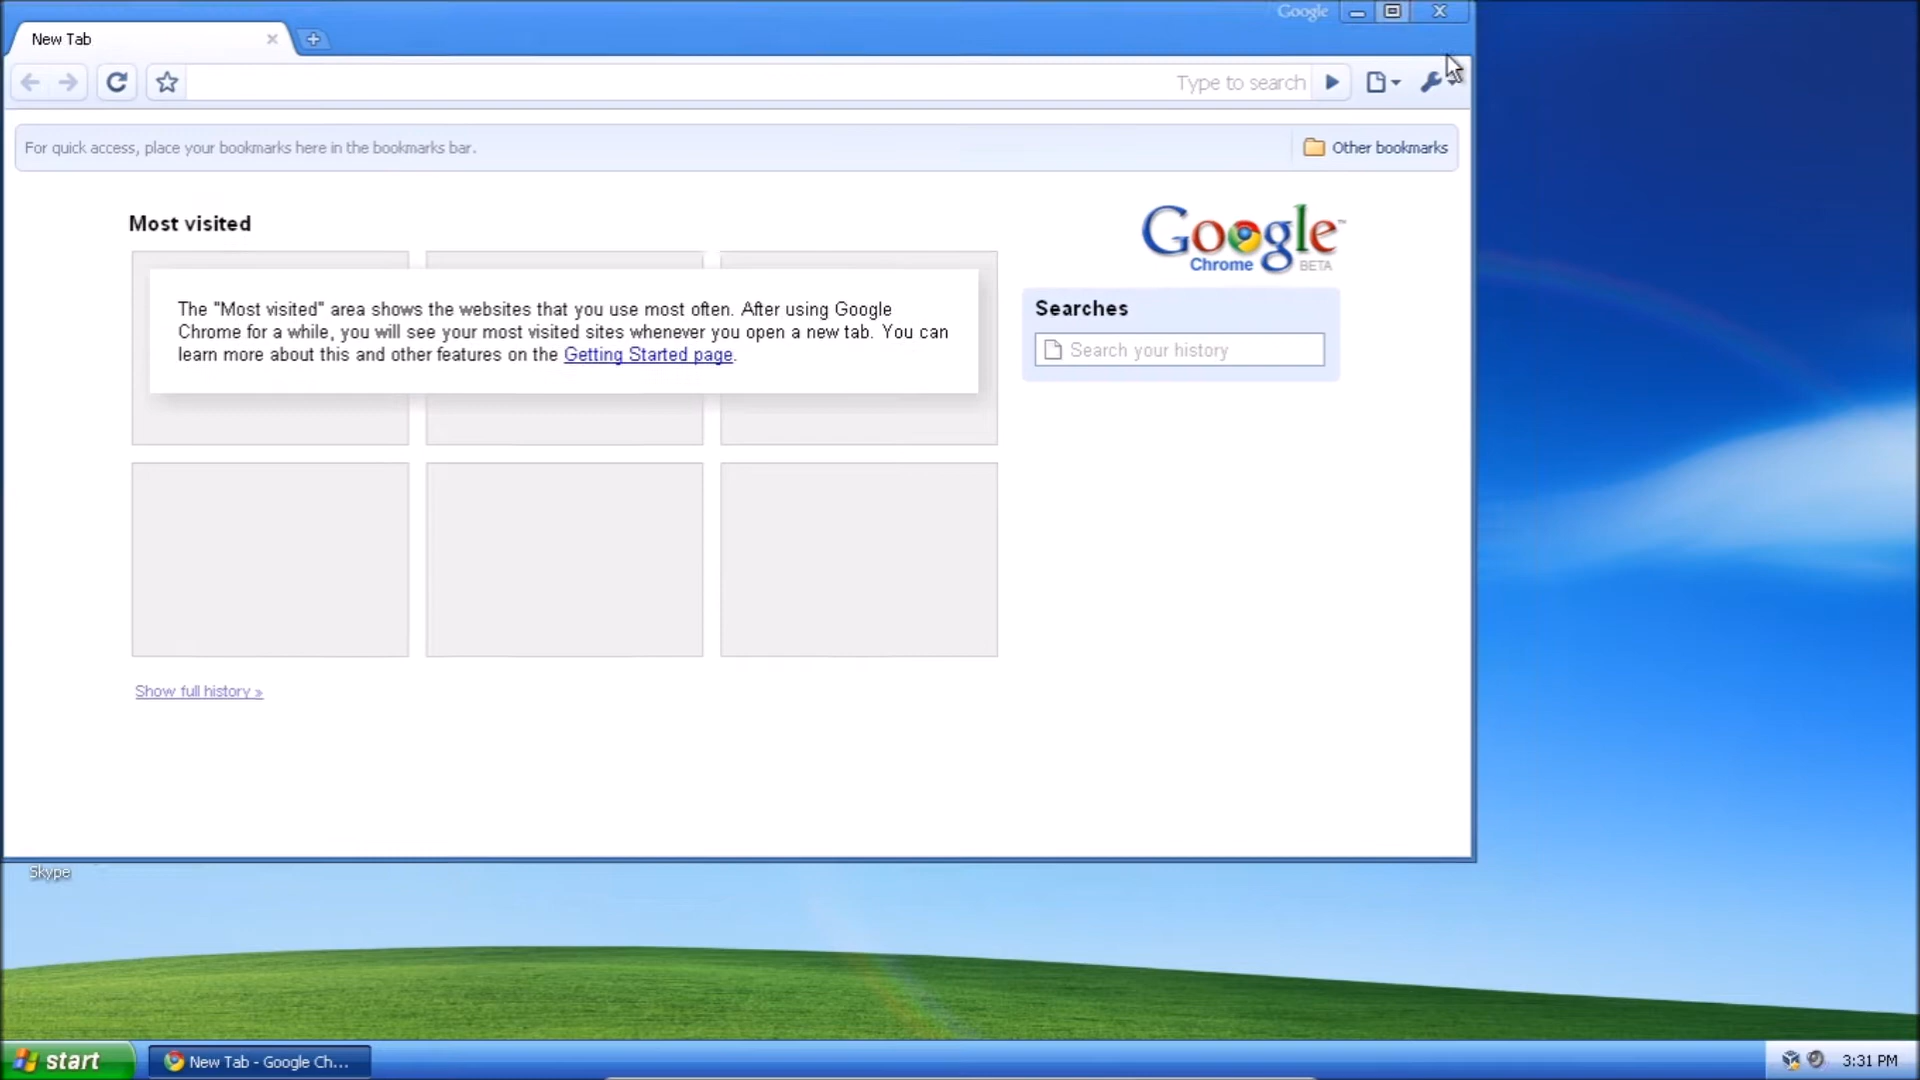 Google
New Tab
Type to search
For quick access, place your bookmarks here in the bookmarks bar.
Other bookmarks
Most visited
Google™
Chrome BETA
The "Most visited" area shows the websites that you use most often. After using Google
Chrome for a while, you will see your most visited sites whenever you open a new tab. You can
learn more about this and other features on the Getting Started page.
Searches
Search your history
Show full history »
Skype
start
New Tab - Google Ch...
3:31 PM